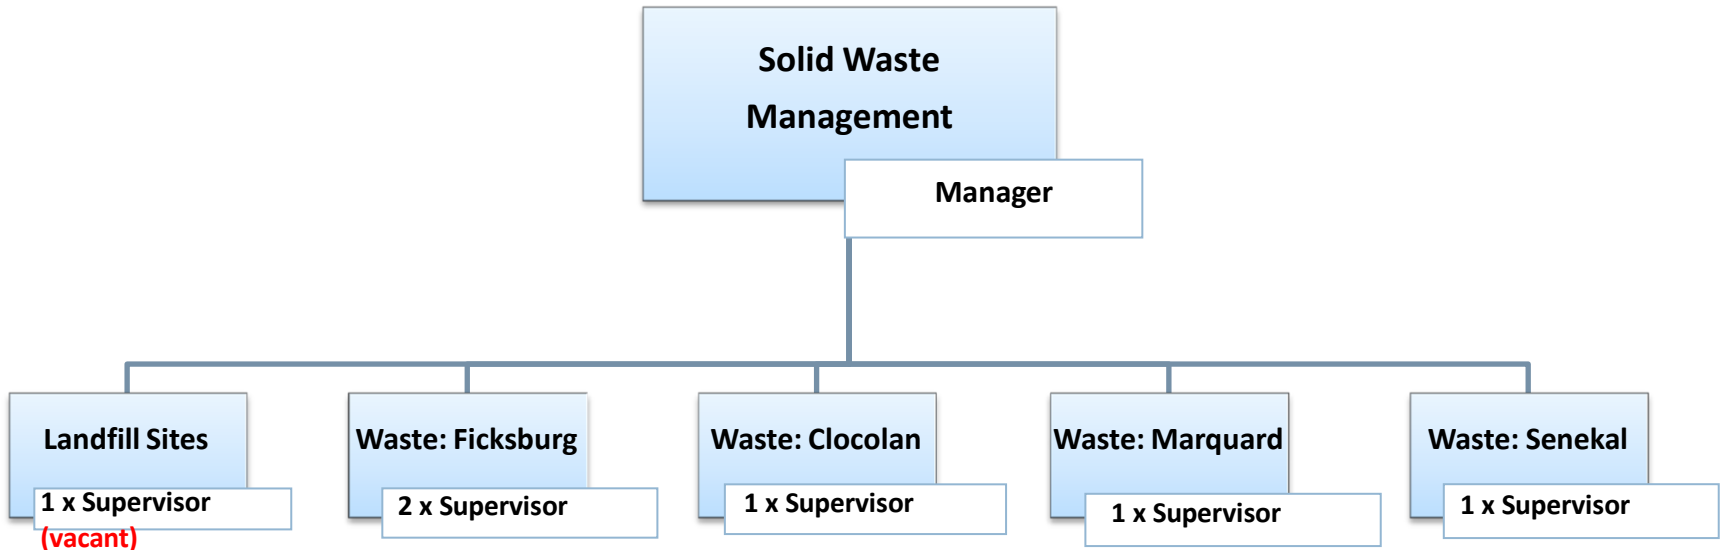 Solid Waste
Management
Manager
Landfill Sites
1 x Supervisor
(vacant)
Waste: Ficksburg
2 x Supervisor
Waste: Clocolan
1 x Supervisor
Waste: Marquard
1 x Supervisor
Waste: Senekal
1 x Supervisor